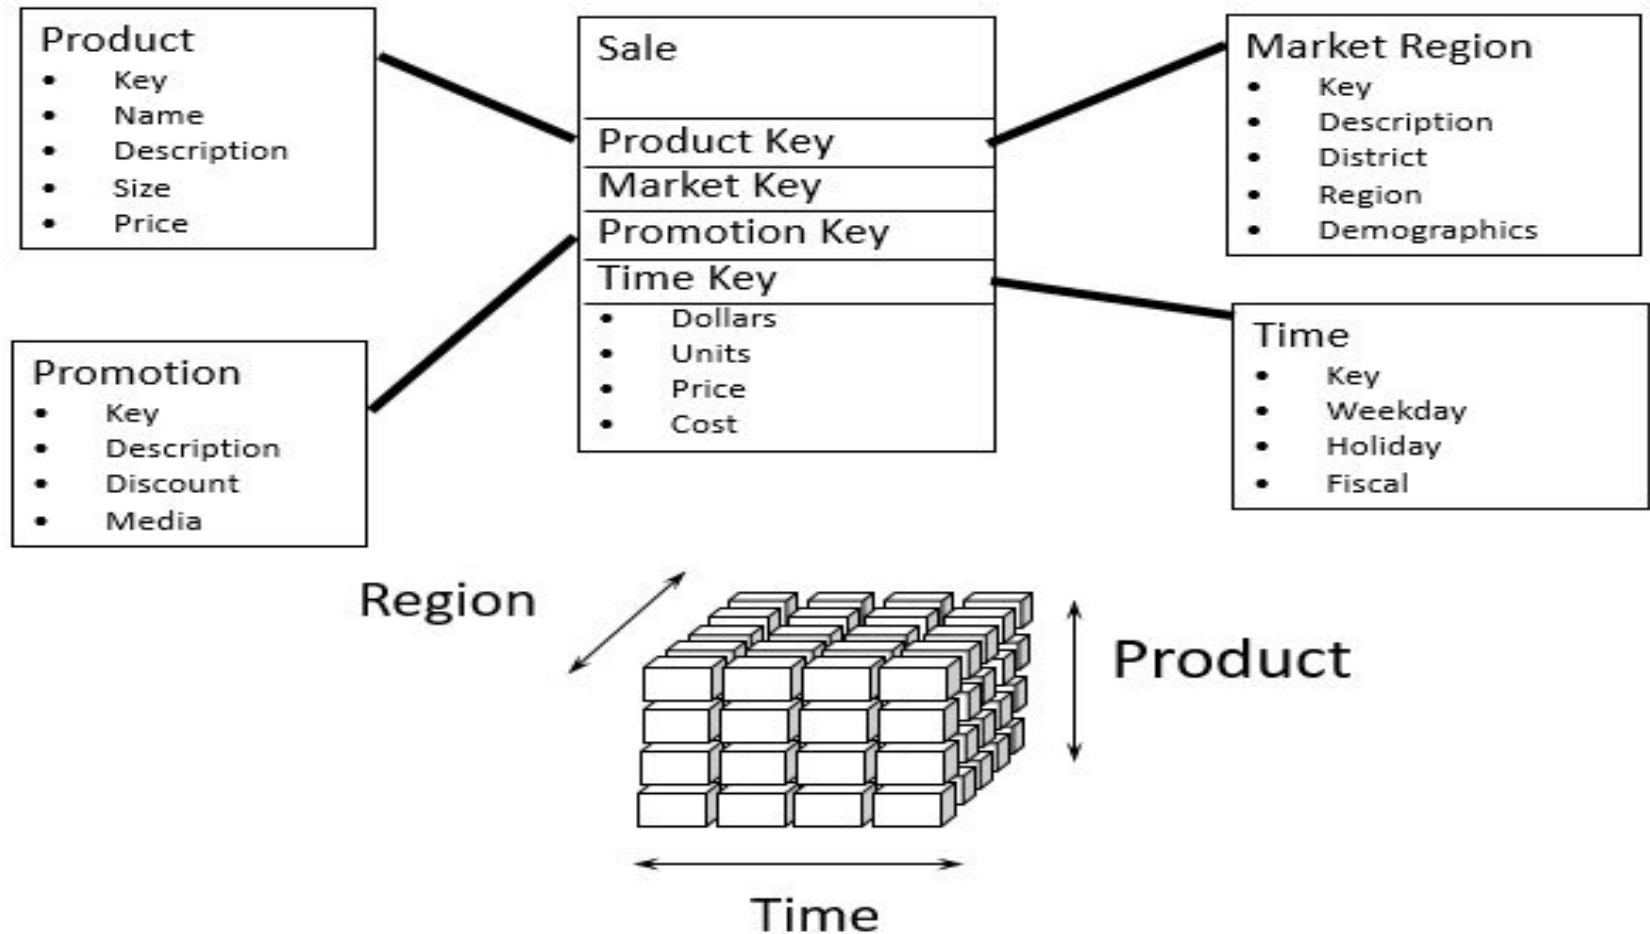 Product
• Key
• Name
• Description
• Size
• Price
Sale
Product Key
Market Key
Promotion Key
Time Key
• Dollars
• Units
• Price
• Cost
Market Region
• Key
• Description
• District
• Region
• Demographics
Promotion
• Key
• Description
• Discount
• Media
Time
• Key
• Weekday
• Holiday
• Fiscal
Region
Product
Time